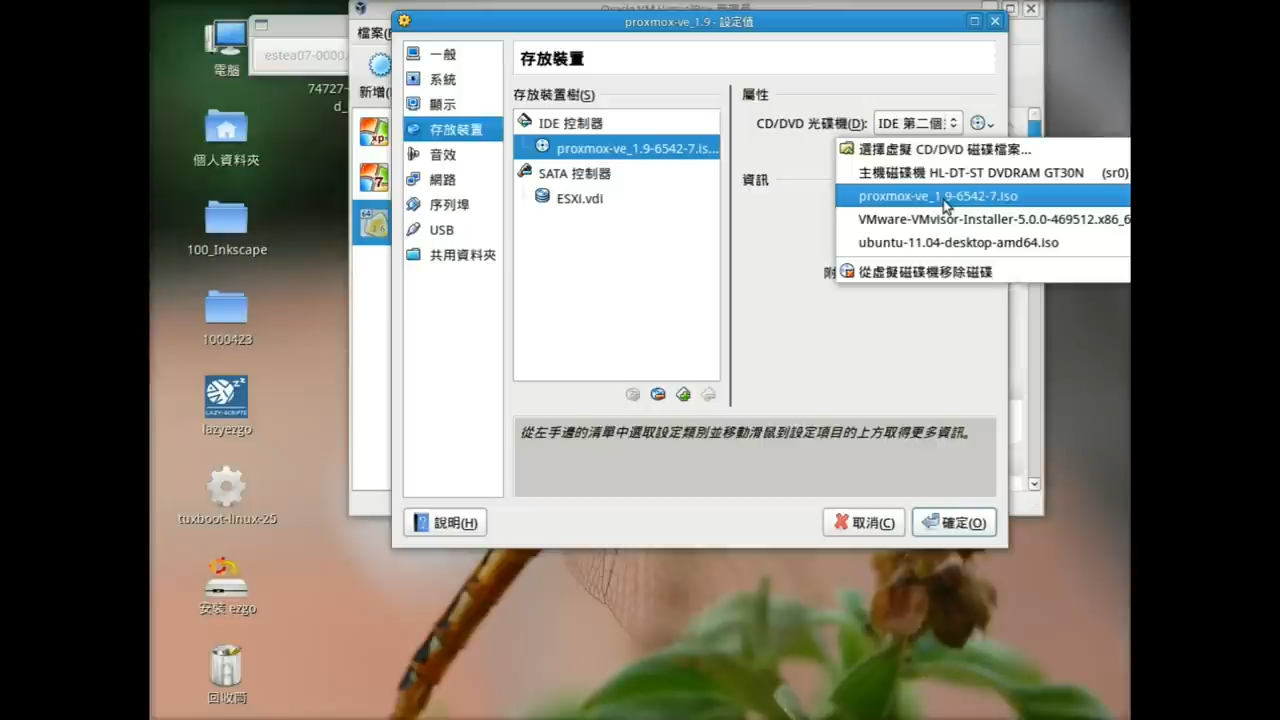 proxmox-ve_1.9 - 設定值
電腦
estea07-0000.
74727-
d_
個人資料夾
100_Inkscape
1000423
LAZY-SCRIPTS
lazyezgo
tuxboot-linux-25
安裝 ezgo
回收筒
檔案(
新增(
一般
系統
顯示
存放裝置
音效
網路
序列埠
USB
共用資料夾
存放裝置
存放裝置樹(S)
IDE 控制器
proxmox-ve_1.9-6542-7.is...
SATA 控制器
ESXI.vdi
屬性
CD/DVD 光碟機(D):
IDE 第二個:
資訊
附
選擇虛擬 CD/DVD 磁碟檔案...
主機磁碟機 HL-DT-ST DVDRAM GT30N (sr0)
proxmox-ve_1.9-6542-7.iso
VMware-VMvisor-Installer-5.0.0-469512.x86_6
ubuntu-11.04-desktop-amd64.iso
從虛擬磁碟機移除磁碟
從左手邊的清單中選取設定類別並移動滑鼠到設定項目的上方取得更多資訊。
說明(H)
取消(C)
確定(O)